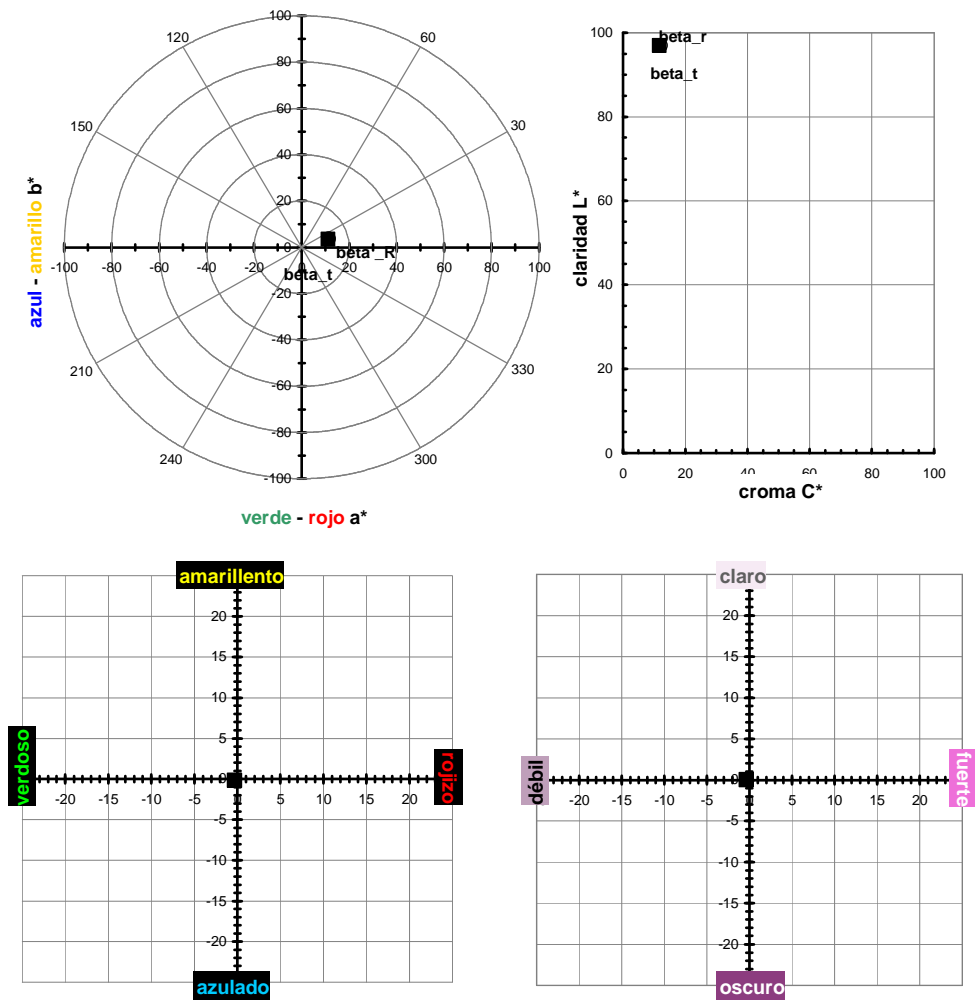 100
120
60
80
60
150
30
40
20
0
-100 -80 -60 -40 -20 0 20 40 60 80 100
beta_R
beta_t
-20
-40
210
330
-60
-80
240
300
-100
azul - amarillo b*
verde - rojo a*
100
beta_r
beta_t
80
60
40
20
0
0 20 40 60 80 100
claridad L*
croma C*
amarillento
20
15
10
5
0
verdoso
rojizo
-20 -15 -10 -5 0 5 10 15 20
-5
-10
-15
-20
azulado
claro
20
15
10
5
0
débil
fuerte
-20 -15 -10 -5 0 5 10 15 20
-5
-10
-15
-20
oscuro